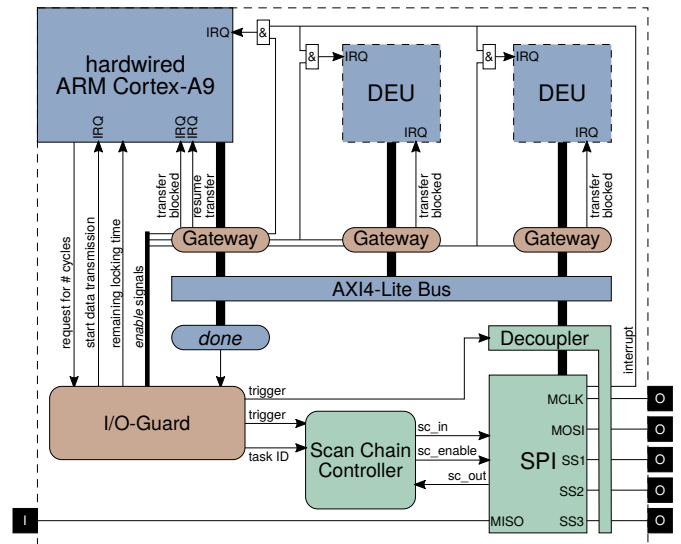 hardwired
ARM Cortex-A9
IRQ
&
&
IRQ
DEU
IRQ
&
IRQ
DEU
IRQ
IRQ
IRQ
IRQ
request for # cycles
start data transmission
remaining locking time
enable signals
transfer
blocked
resume
transfer
transfer
blocked
transfer
blocked
Gateway
Gateway
Gateway
AXI4-Lite Bus
done
Decoupler
interrupt
I/O-Guard
trigger
trigger
task ID
Scan Chain
Controller
sc_in
sc_enable
sc_out
SPI
MCLK
MOSI
SS1
SS2
MISO
SS3
O
O
O
O
O
I